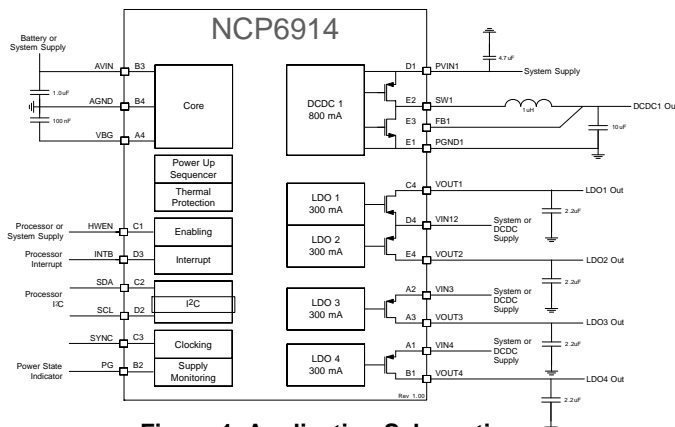 NCP6914
Battery or
System Supply
AVIN B3
1.0uF
AGND B4
100 nF
VBG A4
Core
Power Up
Sequencer
Thermal
Protection
Processor or
System Supply
HWEN C1
Enabling
Processor
Interrupt
INTB D3
Interrupt
SDA C2
Processor
I²C
I²C
SCL D2
SYNC C3
Clocking
Power State
Indicator
PG B2
Supply
Monitoring
DCDC 1
800 mA
D1 PVIN1
4.7uF
System Supply
E2 SW1
1uH
DCDC1 Out
E3 FB1
10uF
E1 PGND1
LDO 1
300 mA
C4 VOUT1
LDO1 Out
2.2uF
D4 VIN12
System or
DCDC
Supply
LDO 2
300 mA
E4 VOUT2
LDO2 Out
2.2uF
LDO 3
300 mA
A2 VIN3
System or
DCDC
Supply
A3 VOUT3
LDO3 Out
2.2uF
LDO 4
300 mA
A1 VIN4
System or
DCDC
Supply
B1 VOUT4
LDO4 Out
2.2uF
Rev 1.00